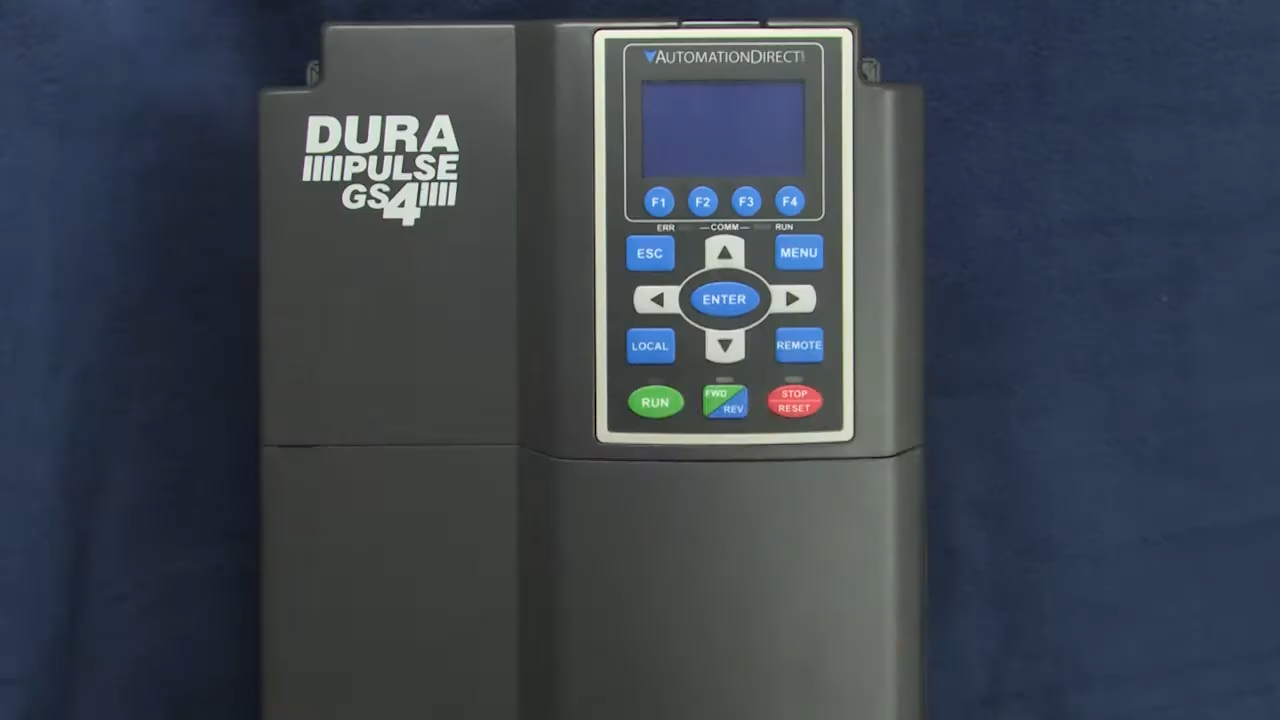 DURA
PULSE
GS4
AUTOMATIONDIRECT
F1 F2 F3 F4
ERR COMM RUN
ESC MENU
ENTER
LOCAL REMOTE
RUN FWD REV STOP RESET